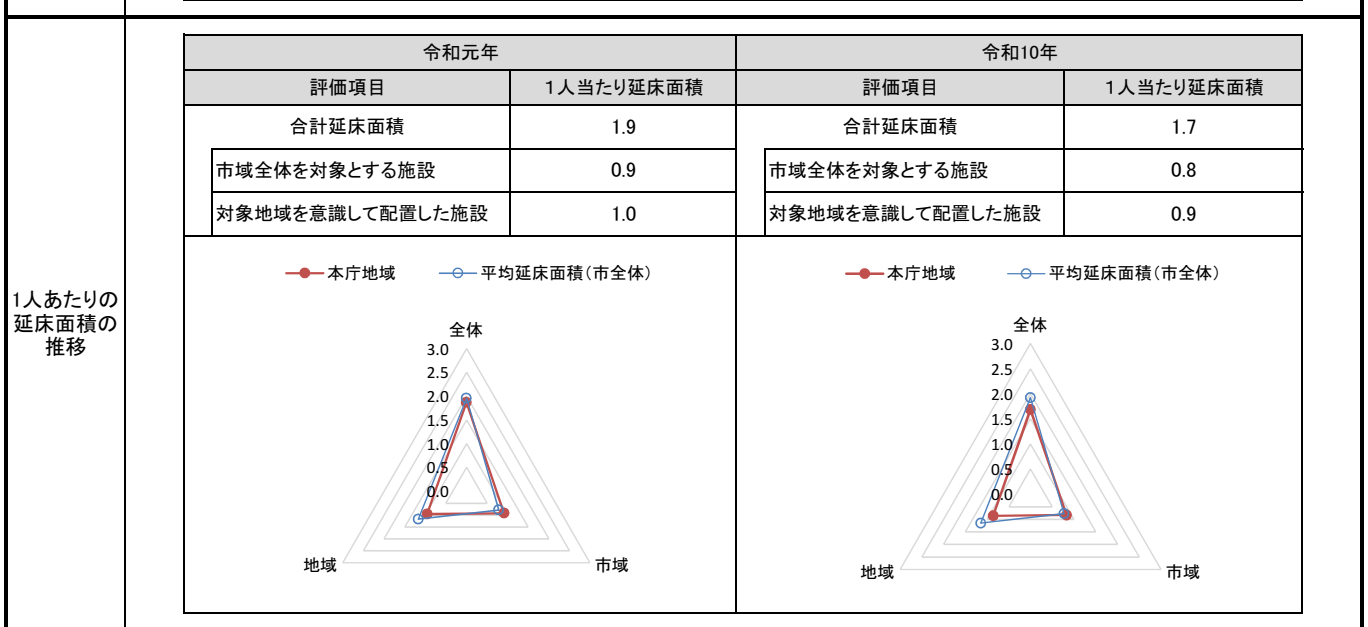 1人あたりの
延床面積の
推移
令和元年
令和10年
評価項目
1人当たり延床面積
評価項目
1人当たり延床面積
合計延床面積
1.9
合計延床面積
1.7
市域全体を対象とする施設
0.9
市域全体を対象とする施設
0.8
対象地域を意識して配置した施設
1.0
対象地域を意識して配置した施設
0.9
本庁地域
平均延床面積(市全体)
全体
3.0
2.5
2.0
1.5
1.0
0.5
0.0
地域
市域
本庁地域
平均延床面積(市全体)
全体
3.0
2.5
2.0
1.5
1.0
0.5
0.0
地域
市域